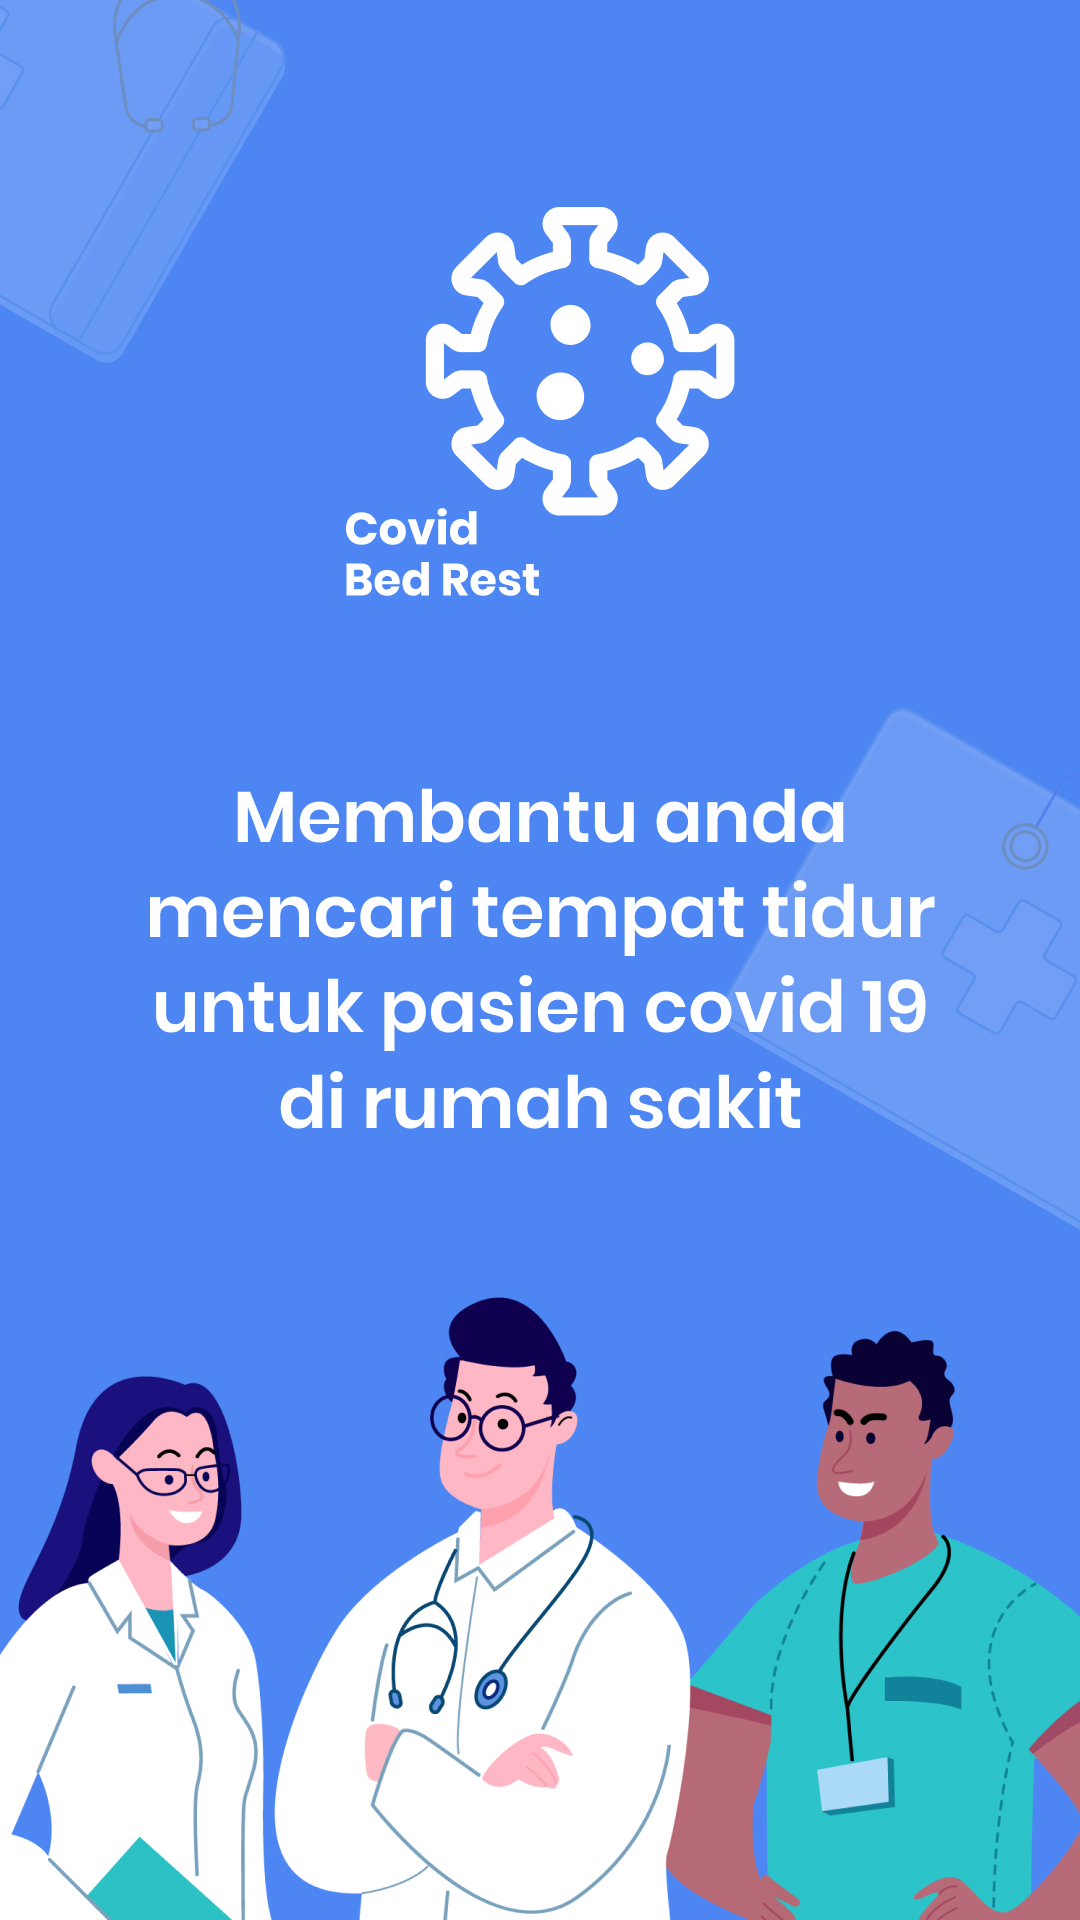 Covid
Bed Rest
Membantu anda
mencari tempat tidur
untuk pasien covid 19
di rumah sakit